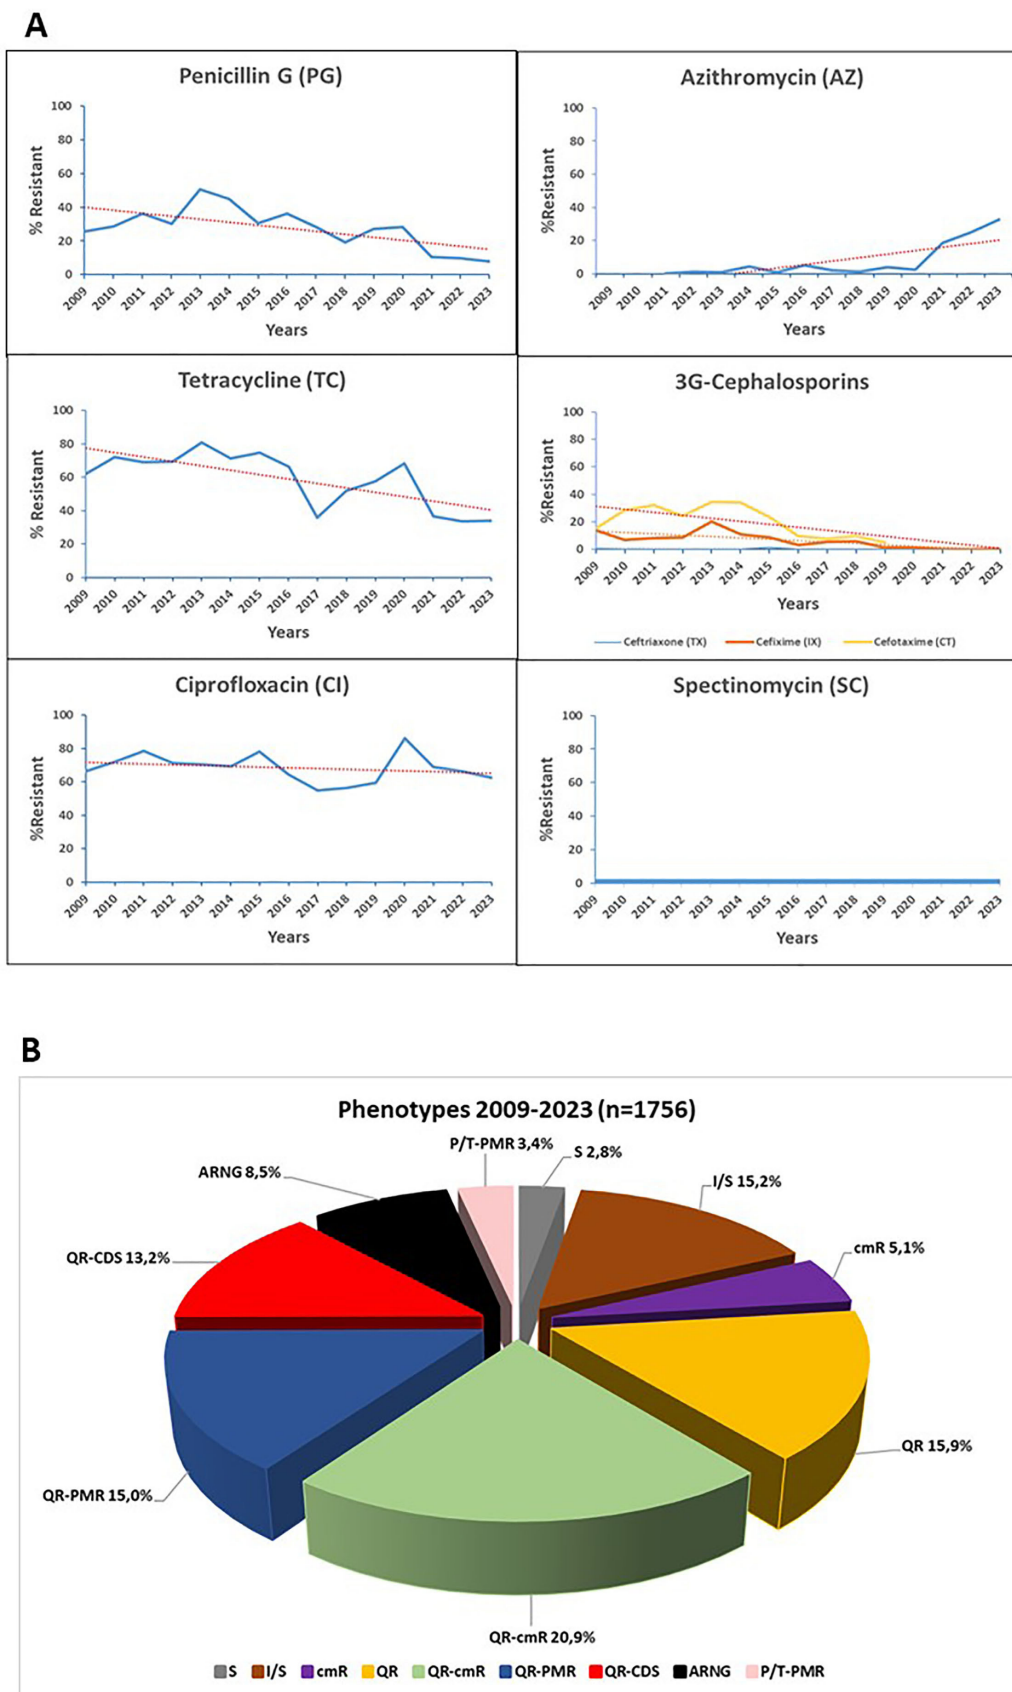 A
Penicillin G (PG)
% Resistant
100
80
60
40
20
0
2009 2010 2011 2012 2013 2014 2015 2016 2017 2018 2019 2020 2021 2022 2023
Years
Azithromycin (AZ)
%Resistant
100
80
60
40
20
0
2009 2010 2011 2012 2013 2014 2015 2016 2017 2018 2019 2020 2021 2022 2023
Years
Tetracycline (TC)
% Resistant
100
80
60
40
20
0
2009 2010 2011 2012 2013 2014 2015 2016 2017 2018 2019 2020 2021 2022 2023
Years
3G-Cephalosporins
%Resistant
100
80
60
40
20
0
2009 2010 2011 2012 2013 2014 2015 2016 2017 2018 2019 2020 2021 2022 2023
Years
Ceftriaxone (TX) Cefixime (IX) Cefotaxime (CT)
Ciprofloxacin (CI)
%Resistant
100
80
60
40
20
0
2009 2010 2011 2012 2013 2014 2015 2016 2017 2018 2019 2020 2021 2022 2023
Years
Spectinomycin (SC)
%Resistant
100
80
60
40
20
0
2009 2010 2011 2012 2013 2014 2015 2016 2017 2018 2019 2020 2021 2022 2023
Years
B
Phenotypes 2009-2023 (n=1756)
P/T-PMR 3,4%
S 2,8%
ARNG 8,5%
I/S 15,2%
QR-CDS 13,2%
cmR 5,1%
QR 15,9%
QR-PMR 15,0%
QR-cmR 20,9%
S I/S cmR QR QR-cmR QR-PMR QR-CDS ARNG P/T-PMR